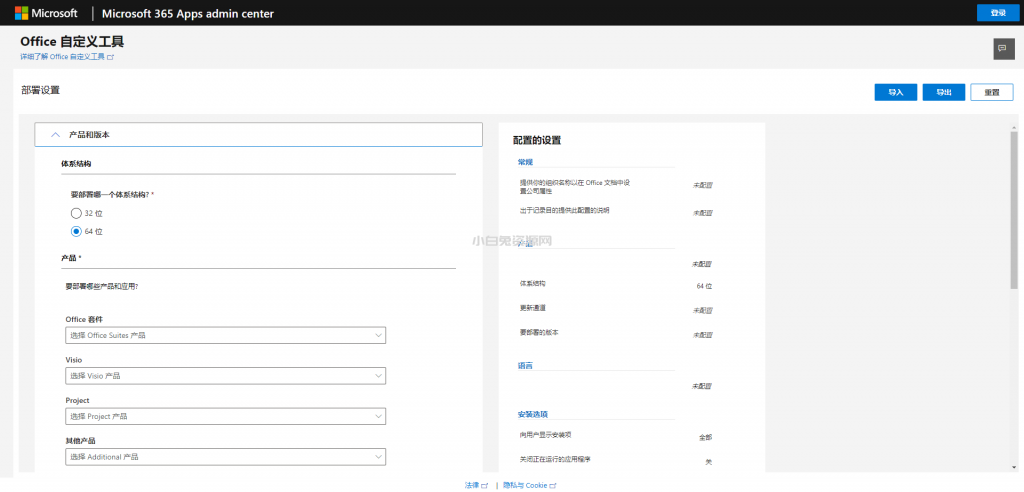 Microsoft | Microsoft 365 Apps admin center
登录
Office 自定义工具
详细了解 Office 自定义工具
部署设置
导入
导出
重置
产品和版本
体系结构
要部署哪一个体系结构? *
32 位
64 位
产品 *
要部署哪些产品和应用?
Office 套件
选择 Office Suites 产品
Visio
选择 Visio 产品
Project
选择 Project 产品
其他产品
选择 Additional 产品
配置的设置
常规
提供你的组织名称以在 Office 文档中设
置公司属性
未配置
出于记录目的提供此配置的说明
未配置
小白兔资源网
产品
未配置
体系结构
64 位
更新通道
未配置
要部署的版本
未配置
语言
未配置
安装选项
向用户显示安装项
全部
关闭正在运行的应用程序
关
法律 | 隐私与 Cookie